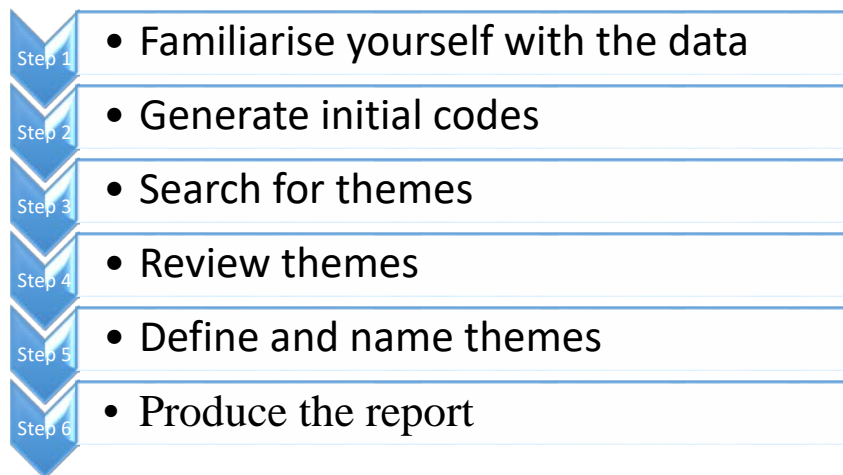 Step 1 • Familiarise yourself with the data
Step 2 • Generate initial codes
Step 3 • Search for themes
Step 4 • Review themes
Step 5 • Define and name themes
Step 6 • Produce the report